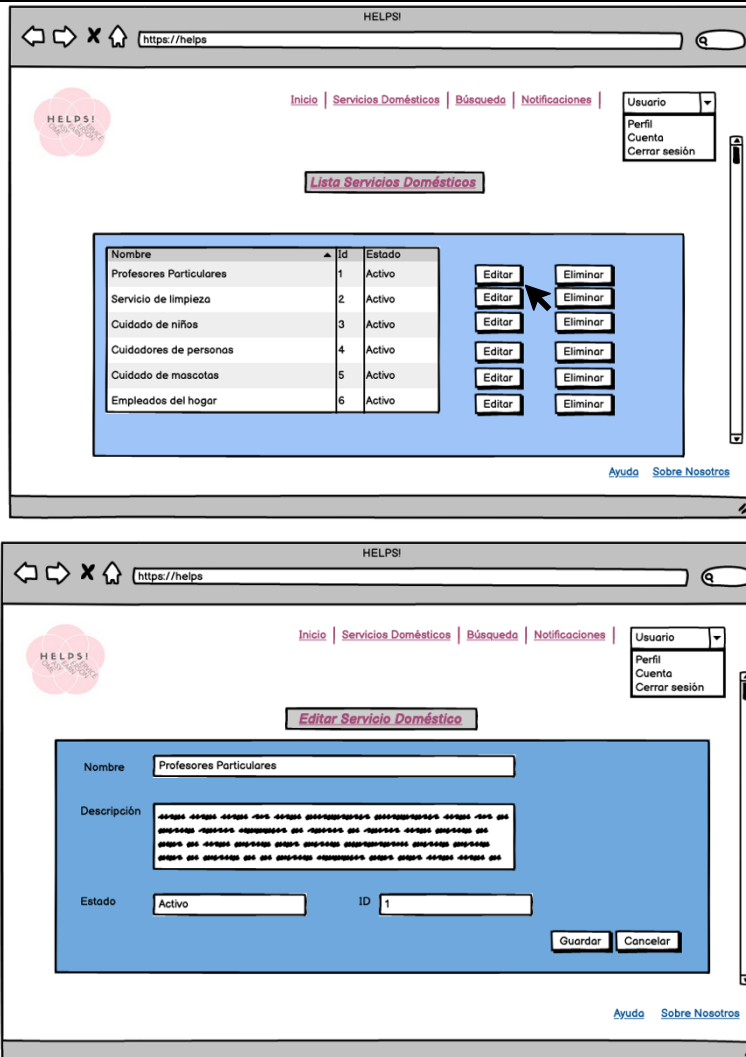 HELPS!
https://helps
Inicio Servicios Domésticos Búsqueda Notificaciones
Usuario
Perfil
Cuenta
Cerrar sesión
HELPS!
Lista Servicios Domésticos
Nombre Id Estado
Profesores Particulares 1 Activo Editar Eliminar
Servicio de limpieza 2 Activo Editar Eliminar
Cuidado de niños 3 Activo Editar Eliminar
Cuidadores de personas 4 Activo Editar Eliminar
Cuidado de mascotas 5 Activo Editar Eliminar
Empleados del hogar 6 Activo Editar Eliminar
Ayuda Sobre Nosotros
HELPS!
https://helps
Inicio Servicios Domésticos Búsqueda Notificaciones
Usuario
Perfil
Cuenta
Cerrar sesión
HELPS!
Editar Servicio Doméstico
Nombre Profesores Particulares
Descripción
Estado Activo ID 1
Guardar Cancelar
Ayuda Sobre Nosotros